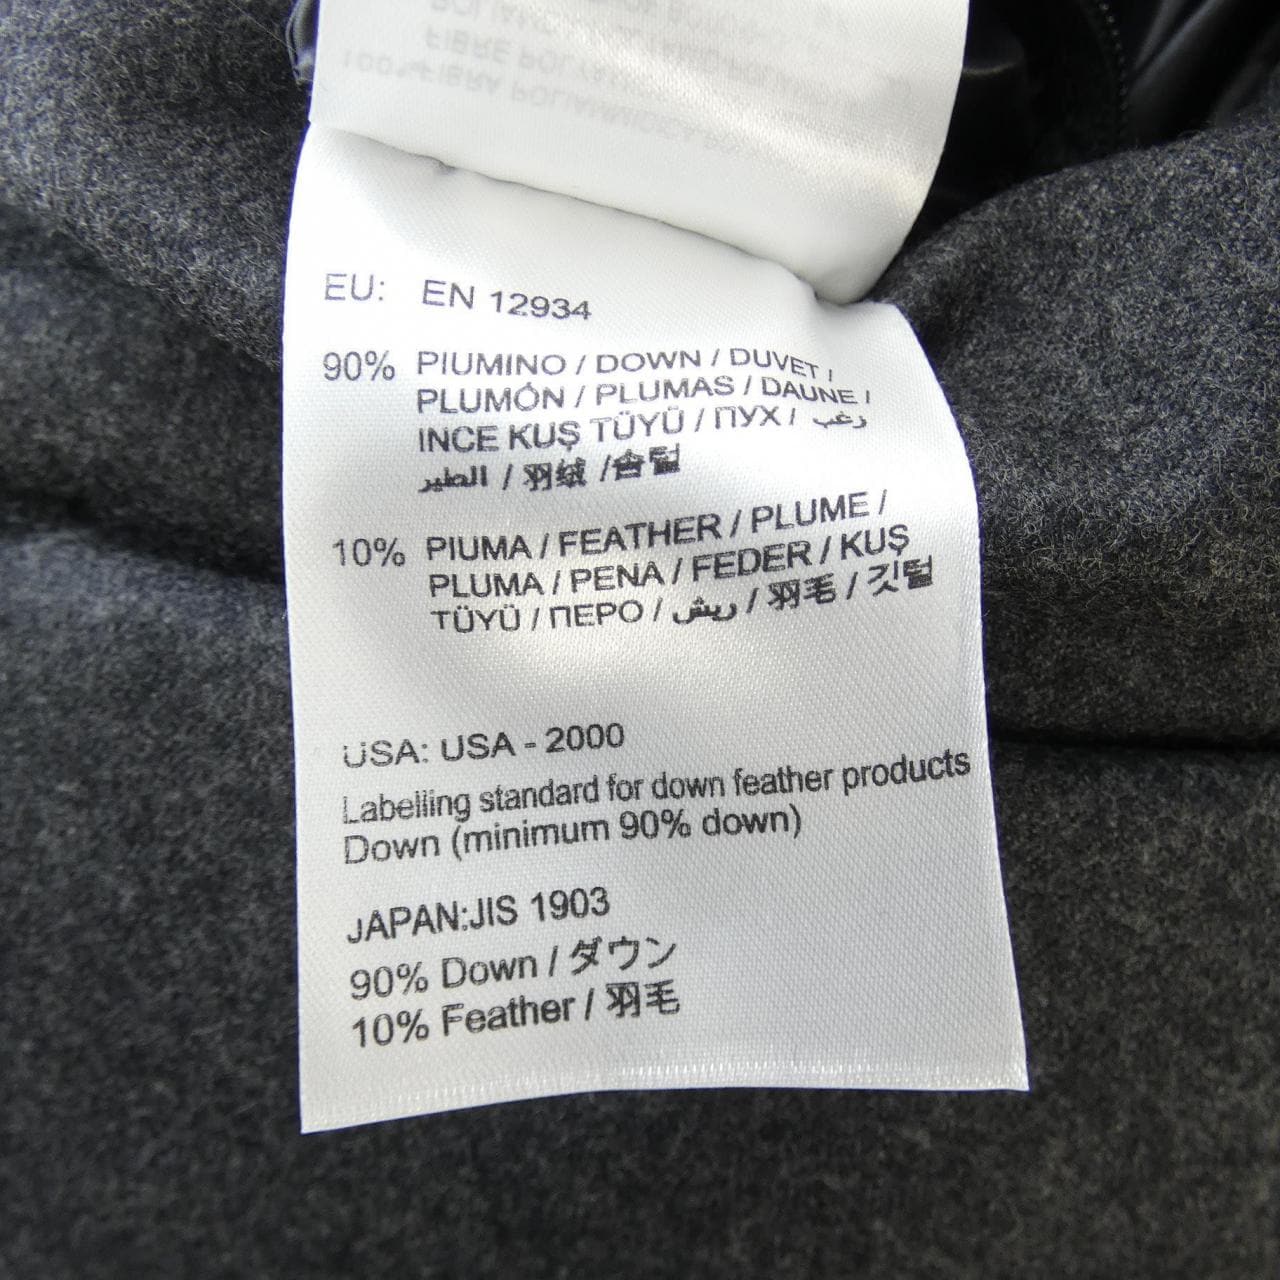 EU: EN 12934
90% PIUMINO / DOWN / DUVET /
PLUMÓN / PLUMAS / DAUNE /
INCE KUŞ TÜYÜ / ПУХ / زغب
الطير / 羽绒 / 솜털
10% PIUMA / FEATHER / PLUME /
PLUMA / PENA / FEDER / KUŞ
TÜYÜ / ПЕРО / ريش / 羽毛 / 깃털
USA: USA - 2000
Labelling standard for down feather products
Down (minimum 90% down)
JAPAN:JIS 1903
90% Down / ダウン
10% Feather / 羽毛